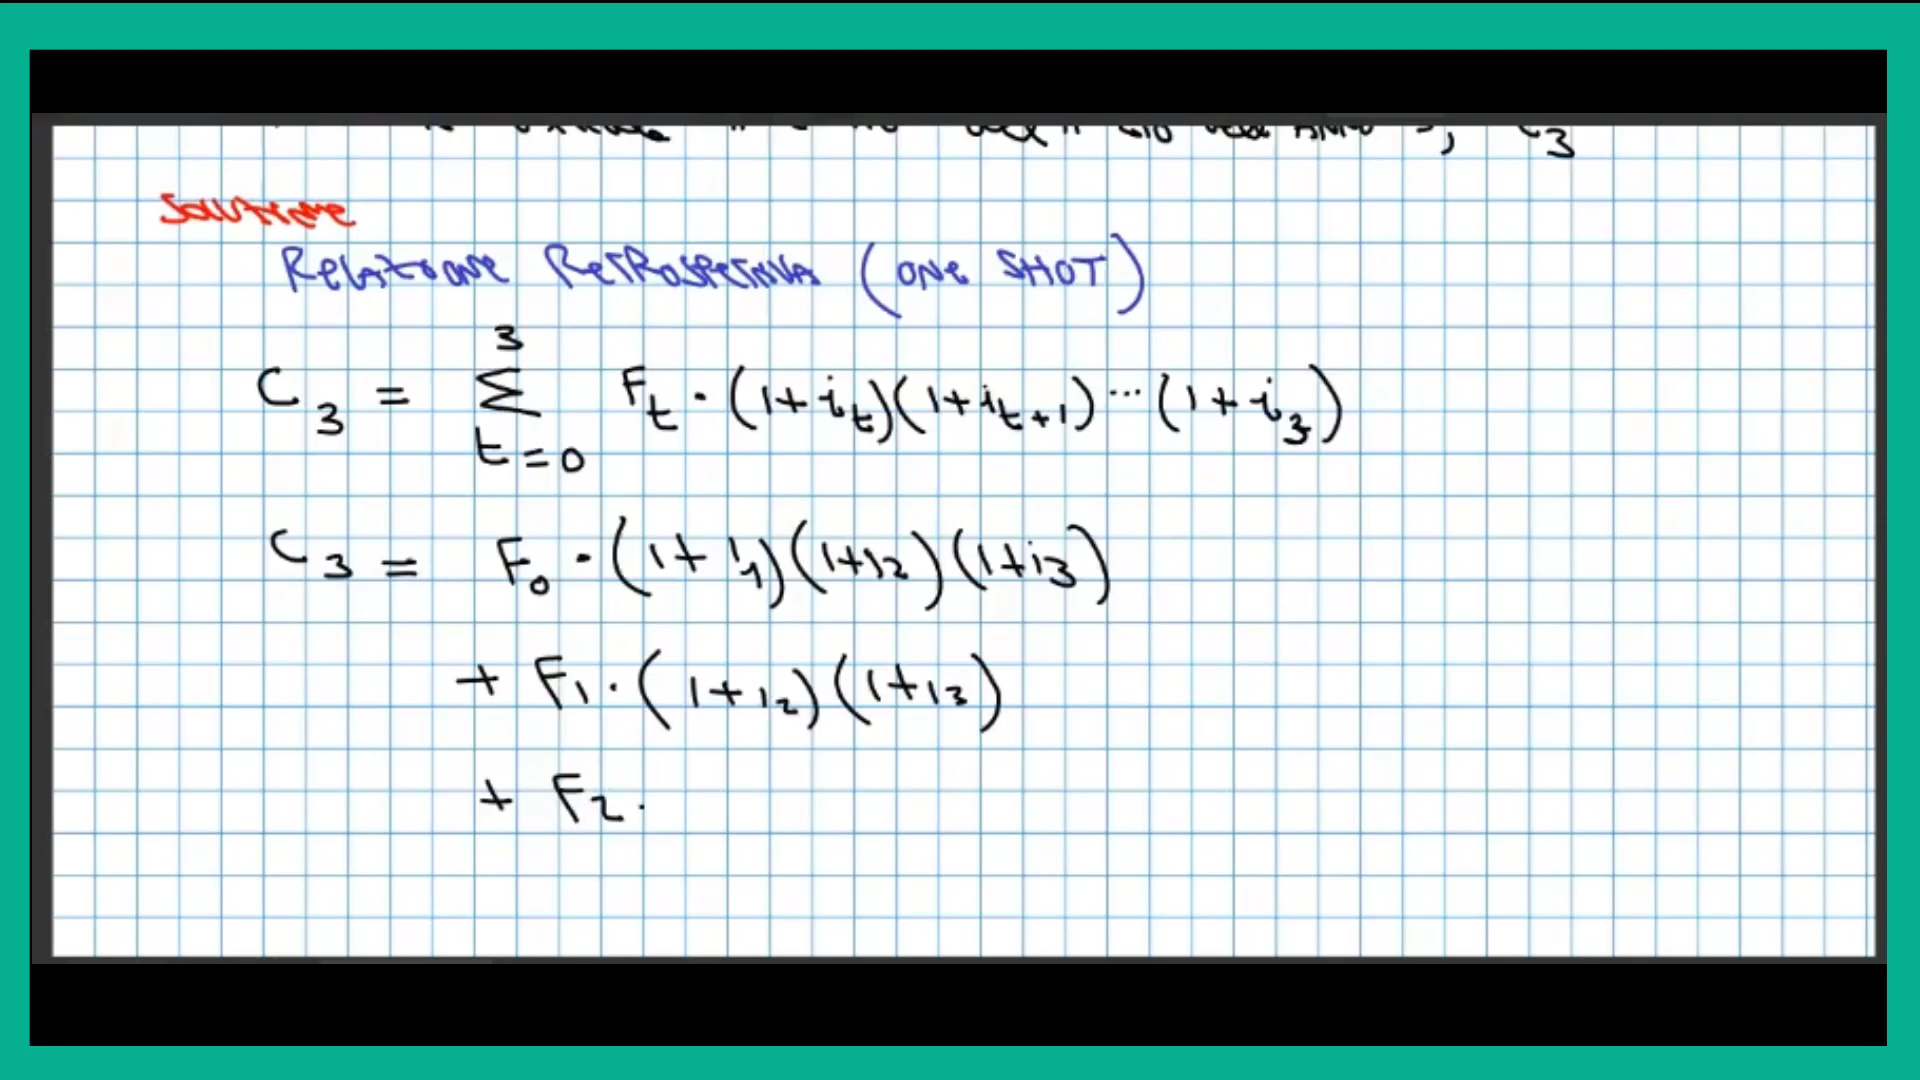 , C3
Soluzione
Relazione Retrospettiva (ONE SHOT)
C3 = 3 Σ t=0 Ft · (1+it)(1+it+1)...(1+i3)
C3 = F0 · (1+i1)(1+i2)(1+i3)
+ F1 · (1+i2)(1+i3)
+ F2 ·